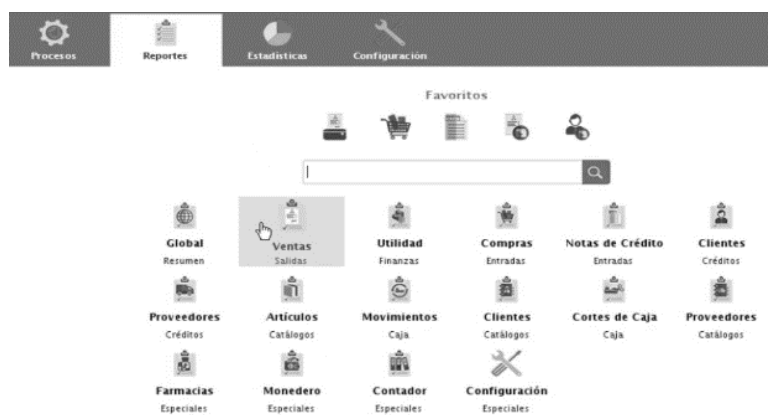 Procesos Reportes Estadísticas Configuración
Favoritos
Global Ventas Utilidad Compras Notas de Crédito Clientes
Resumen Salidas Finanzas Entradas Entradas Créditos
Proveedores Artículos Movimientos Clientes Cortes de Caja Proveedores
Créditos Catálogos Caja Catálogos Caja Catálogos
Farmacias Monedero Contador Configuración
Especiales Especiales Especiales Especiales